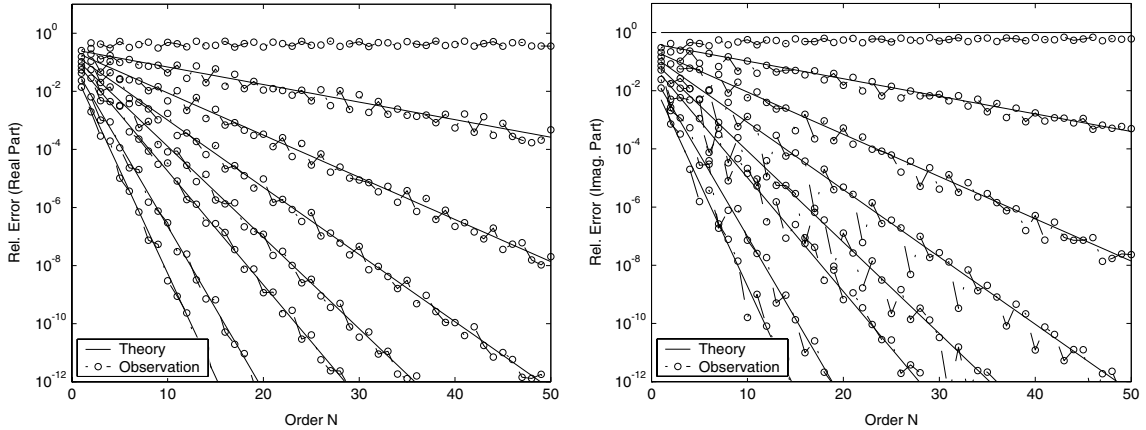 10^0
10^-2
10^-4
10^-6
10^-8
10^-10
10^-12
Rel. Error (Real Part)
Theory
Observation
0 10 20 30 40 50
Order N
10^0
10^-2
10^-4
10^-6
10^-8
10^-10
10^-12
Rel. Error (Imag. Part)
Theory
Observation
0 10 20 30 40 50
Order N